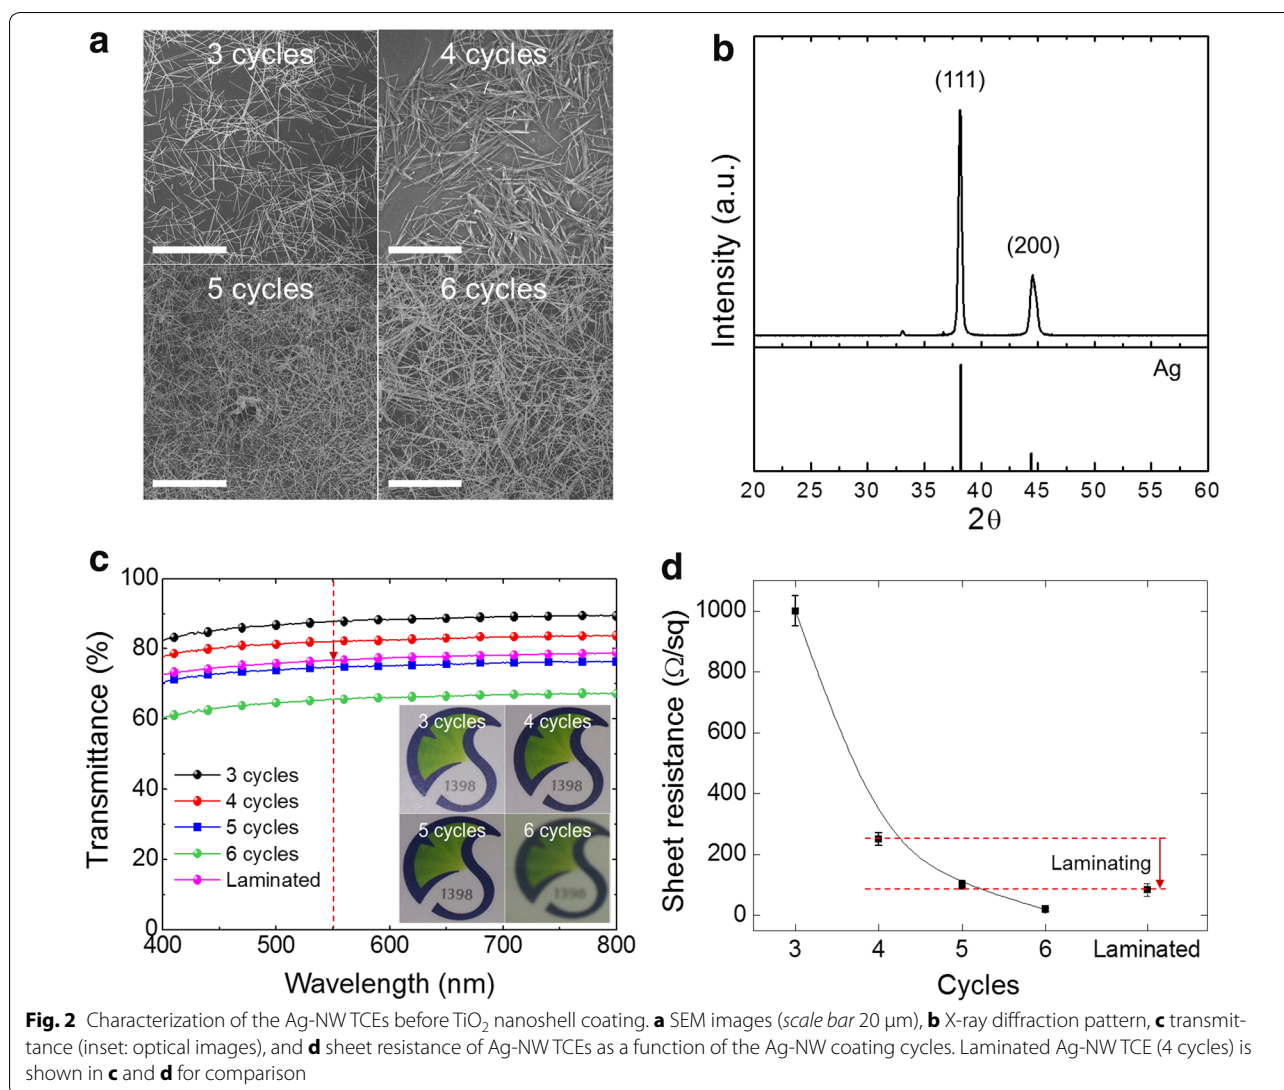 a
3 cycles
4 cycles
5 cycles
6 cycles
b
(111)
(200)
Intensity (a.u.)
Ag
20 25 30 35 40 45 50 55 60
2θ
c
100
80
60
40
20
0
Transmittance (%)
3 cycles
4 cycles
5 cycles
6 cycles
Laminated
3 cycles
4 cycles
1398
1398
5 cycles
6 cycles
1398
1398
400 500 600 700 800
Wavelength (nm)
d
1000
800
600
400
200
0
Sheet resistance (Ω/sq)
Laminating
3 4 5 6 Laminated
Cycles
Fig. 2 Characterization of the Ag-NW TCEs before TiO₂ nanoshell coating. a SEM images (scale bar 20 μm), b X-ray diffraction pattern, c transmit-
tance (inset: optical images), and d sheet resistance of Ag-NW TCEs as a function of the Ag-NW coating cycles. Laminated Ag-NW TCE (4 cycles) is
shown in c and d for comparison